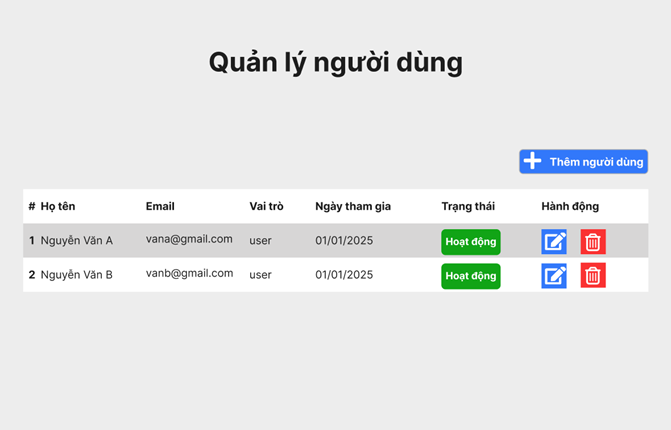 Quản lý người dùng
Thêm người dùng
# Họ tên Email Vai trò Ngày tham gia Trạng thái Hành động
1 Nguyễn Văn A vana@gmail.com user 01/01/2025 Hoạt động
2 Nguyễn Văn B vanb@gmail.com user 01/01/2025 Hoạt động